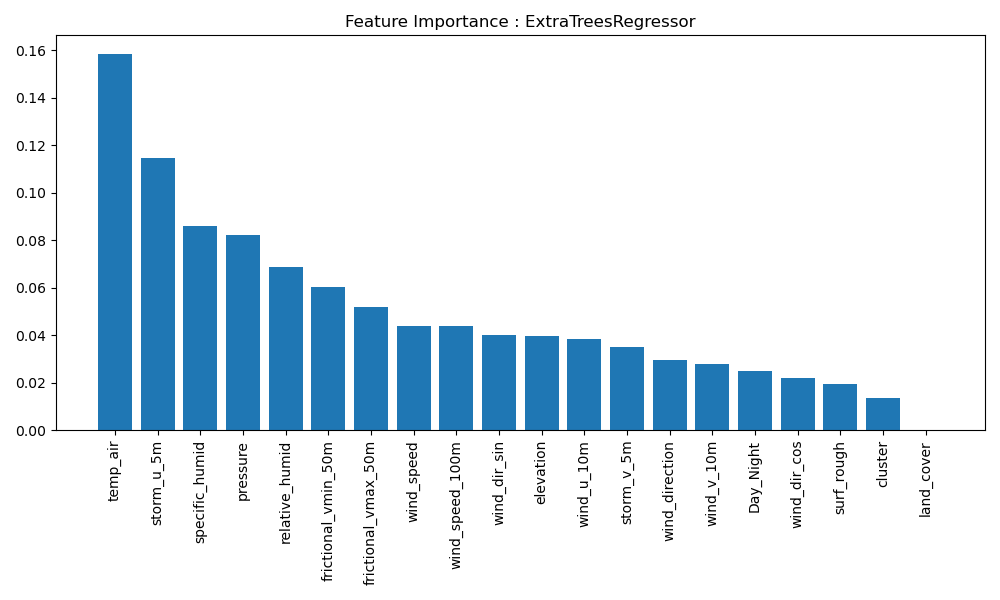 Feature Importance : ExtraTreesRegressor
0.16
0.14
0.12
0.10
0.08
0.06
0.04
0.02
0.00
temp_air
storm_u_5m
specific_humid
pressure
relative_humid
frictional_vmin_50m
frictional_vmax_50m
wind_speed
wind_speed_100m
wind_dir_sin
elevation
wind_u_10m
storm_v_5m
wind_direction
wind_v_10m
Day_Night
wind_dir_cos
surf_rough
cluster
land_cover